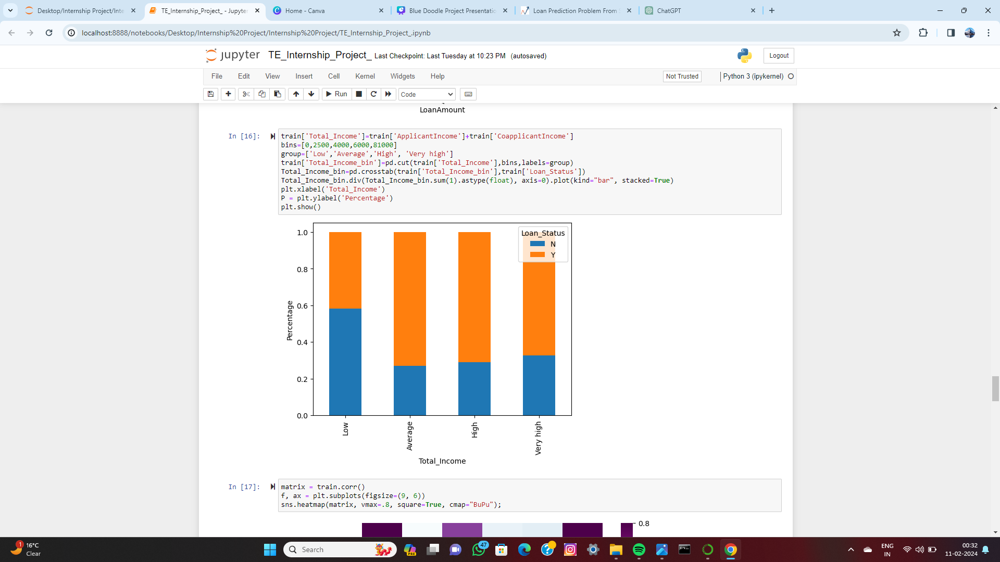 Desktop/Internship Project/Inte
TE_Internship_Project_ - Jupyter
Home - Canva
Blue Doodle Project Presentatio
Loan Prediction Problem From S
ChatGPT
localhost:8888/notebooks/Desktop/Internship%20Project/Internship%20Project/TE_Internship_Project_.ipynb
jupyter TE_Internship_Project_ Last Checkpoint: Last Tuesday at 10:23 PM (autosaved)
Logout
File Edit View Insert Cell Kernel Widgets Help
Not Trusted
Python 3 (ipykernel)
Run
Code
LoanAmount
In [16]:
train['Total_Income']=train['ApplicantIncome']+train['CoapplicantIncome']
bins=[0,2500,4000,6000,81000]
group=['Low','Average','High', 'Very high']
train['Total_Income_bin']=pd.cut(train['Total_Income'],bins,labels=group)
Total_Income_bin=pd.crosstab(train['Total_Income_bin'],train['Loan_Status'])
Total_Income_bin.div(Total_Income_bin.sum(1).astype(float), axis=0).plot(kind="bar", stacked=True)
plt.xlabel('Total_Income')
P = plt.ylabel('Percentage')
plt.show()
Loan_Status
N
Y
1.0
0.8
0.6
0.4
0.2
0.0
Percentage
Low
Average
High
Very high
Total_Income
In [17]:
matrix = train.corr()
f, ax = plt.subplots(figsize=(9, 6))
sns.heatmap(matrix, vmax=.8, square=True, cmap="BuPu");
0.8
1
16°C
Clear
Search
PRE
47
ENG
IN
00:32
11-02-2024